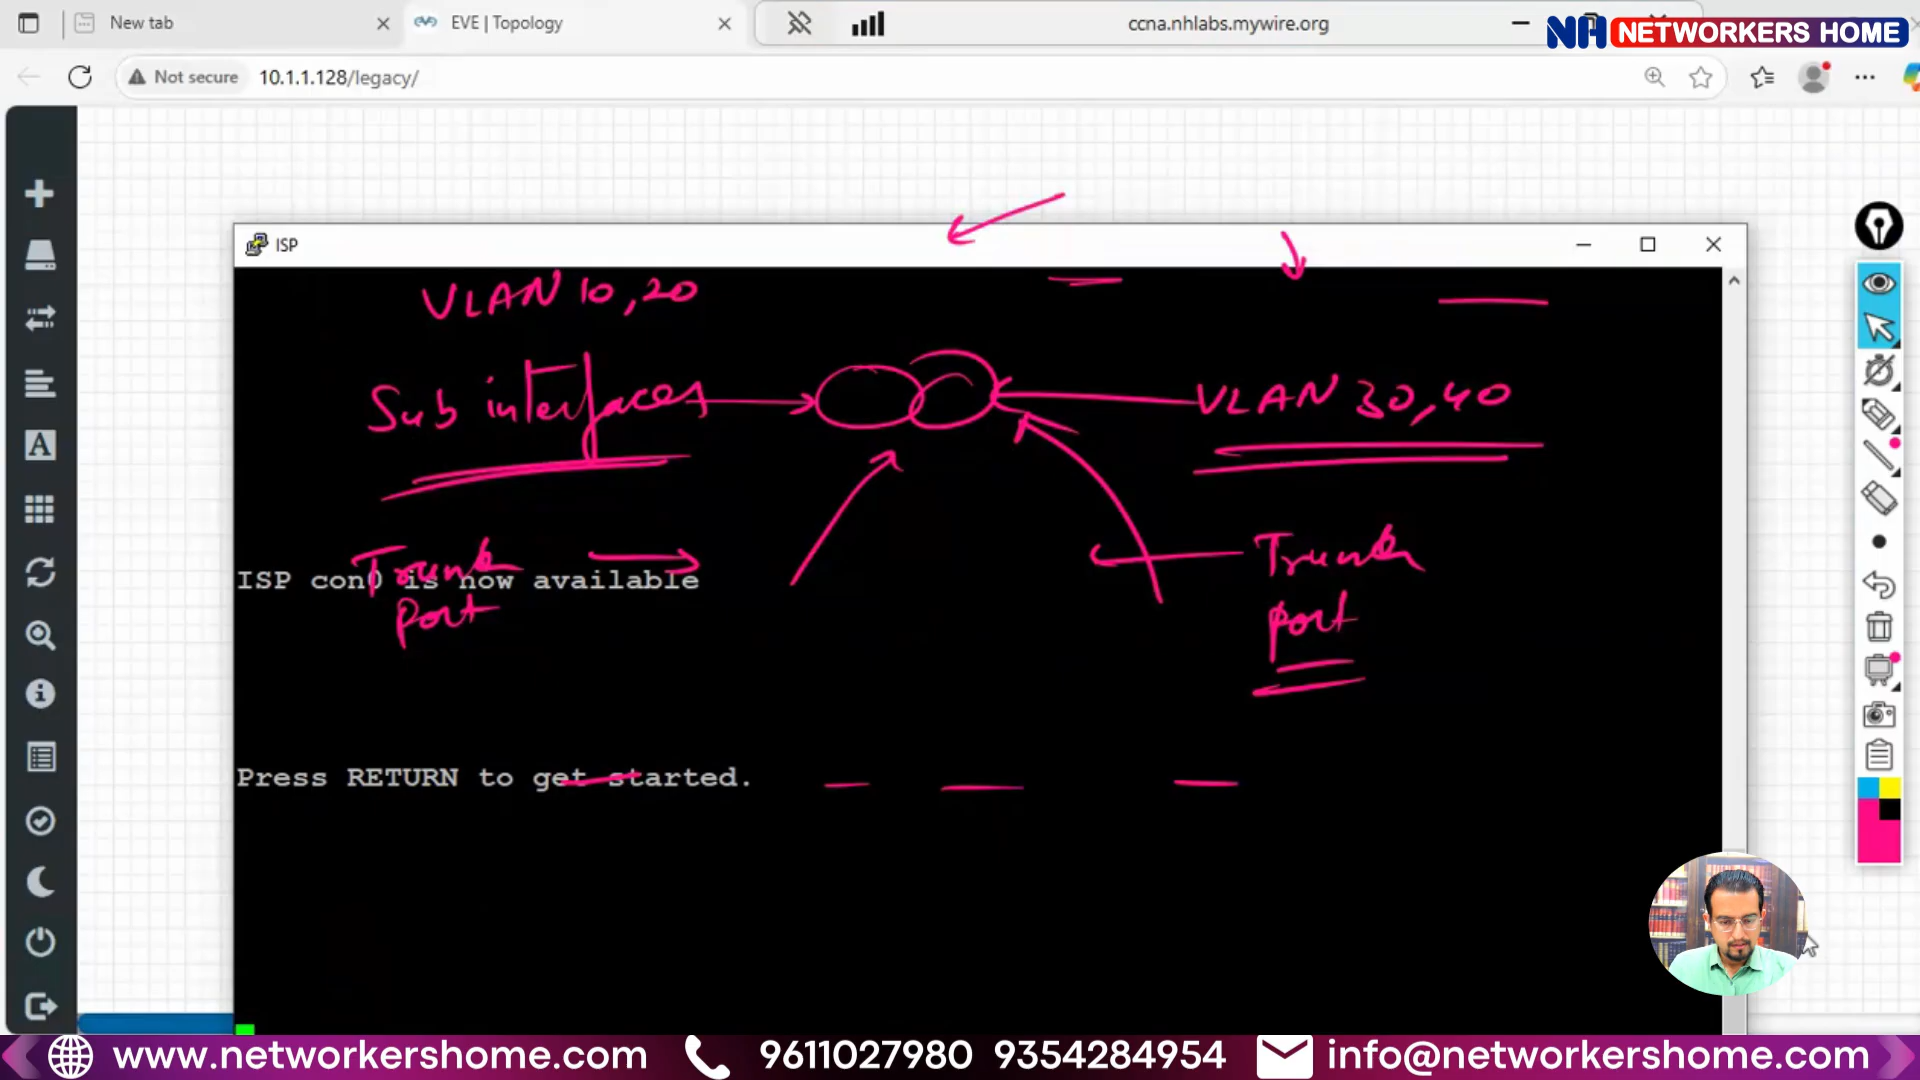 New tab
EVE | Topology
ccna.nhlabs.mywire.org
NH NETWORKERS HOME
Not secure
10.1.1.128/legacy/
ISP
VLAN 10,20
Sub interfaces
VLAN 30,40
Trunk
port
Trunk
port
ISP con0 is now available
Press RETURN to get started.
www.networkershome.com
9611027980 9354284954
info@networkershome.com